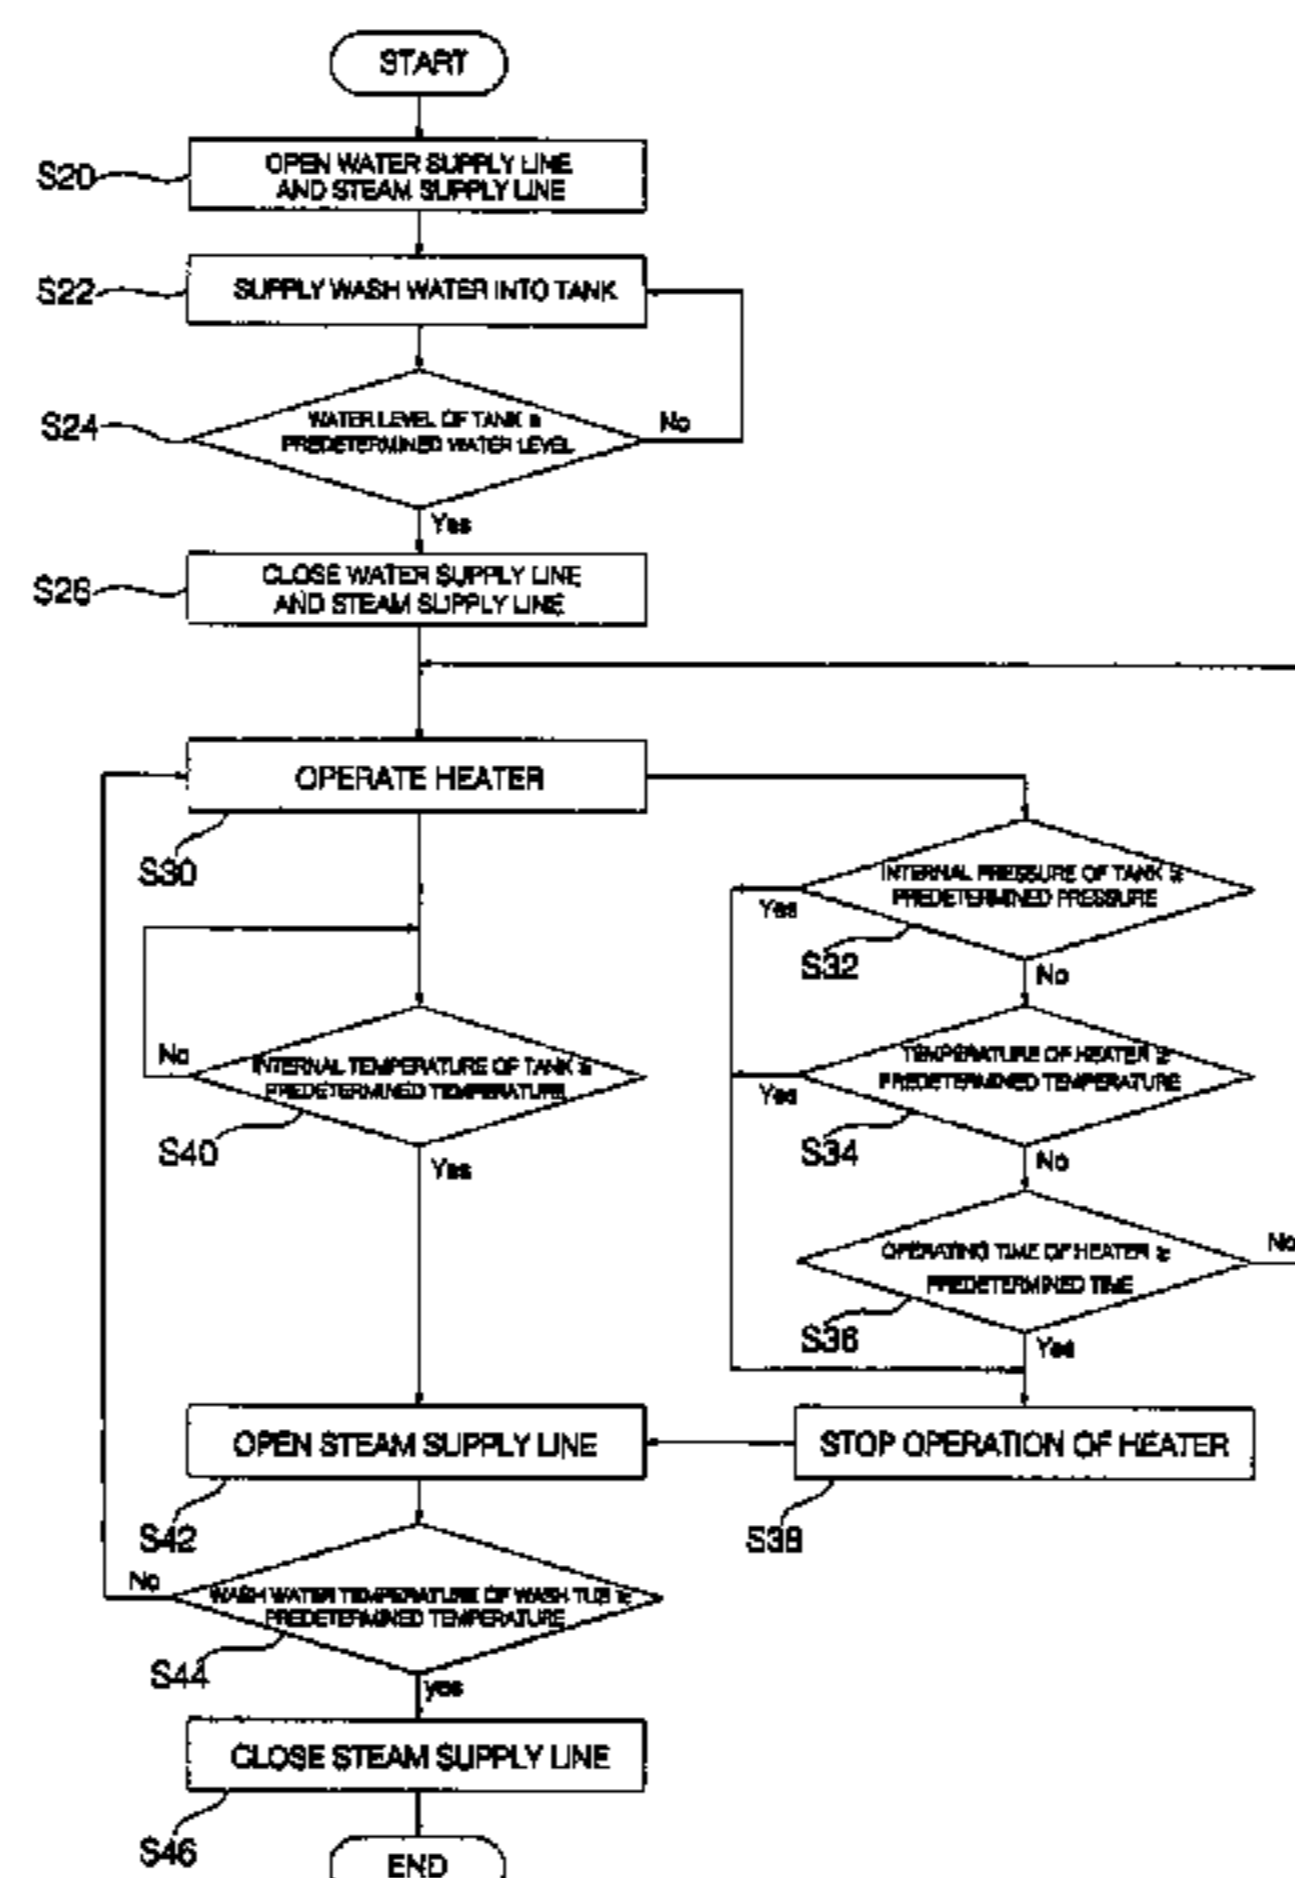 START
S20
OPEN WATER SUPPLY LINE
AND STEAM SUPPLY LINE
S22
SUPPLY WASH WATER INTO TANK
S24
WATER LEVEL OF TANK ≥
PREDETERMINED WATER LEVEL
No
Yes
S26
CLOSE WATER SUPPLY LINE
AND STEAM SUPPLY LINE
OPERATE HEATER
S30
INTERNAL PRESSURE OF TANK ≥
PREDETERMINED PRESSURE
Yes
S32
No
INTERNAL TEMPERATURE OF TANK ≥
PREDETERMINED TEMPERATURE
No
S40
Yes
TEMPERATURE OF HEATER ≥
PREDETERMINED TEMPERATURE
Yes
S34
No
OPERATING TIME OF HEATER ≥
PREDETERMINED TIME
No
S36
Yes
OPEN STEAM SUPPLY LINE
S42
STOP OPERATION OF HEATER
S38
WASH WATER TEMPERATURE OF WASH TUB ≥
PREDETERMINED TEMPERATURE
No
S44
yes
CLOSE STEAM SUPPLY LINE
S46
END